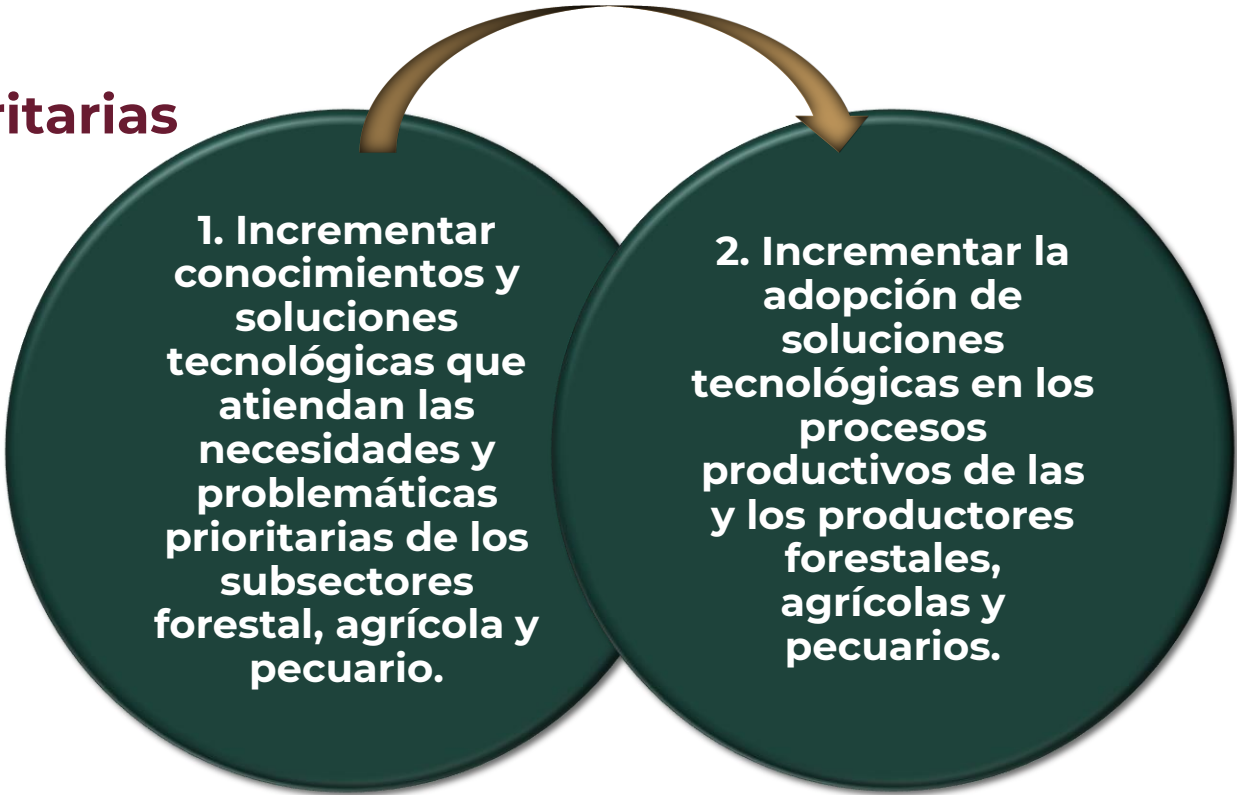 ritarias
1. Incrementar
conocimientos y
soluciones
tecnológicas que
atiendan las
necesidades y
problemáticas
prioritarias de los
subsectores
forestal, agrícola y
pecuario.
2. Incrementar la
adopción de
soluciones
tecnológicas en los
procesos
productivos de las
y los productores
forestales,
agrícolas y
pecuarios.